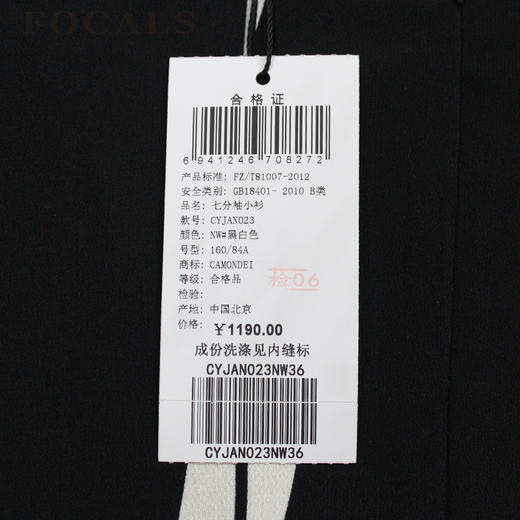 FOCALS
合格证
6 941246 708272
产品标准: FZ/T81007-2012
安全类别: GB18401- 2010 B类
品名: 七分袖小衫
款号: CYJAN023
颜色: NW#黑白色
号型: 160/84A
商标: CAMONDEI
等级: 合格品
检06
检验:
产地: 中国北京
价格: ¥1190.00
成份洗涤见内缝标
CYJAN023NW36
CYJAN023NW36